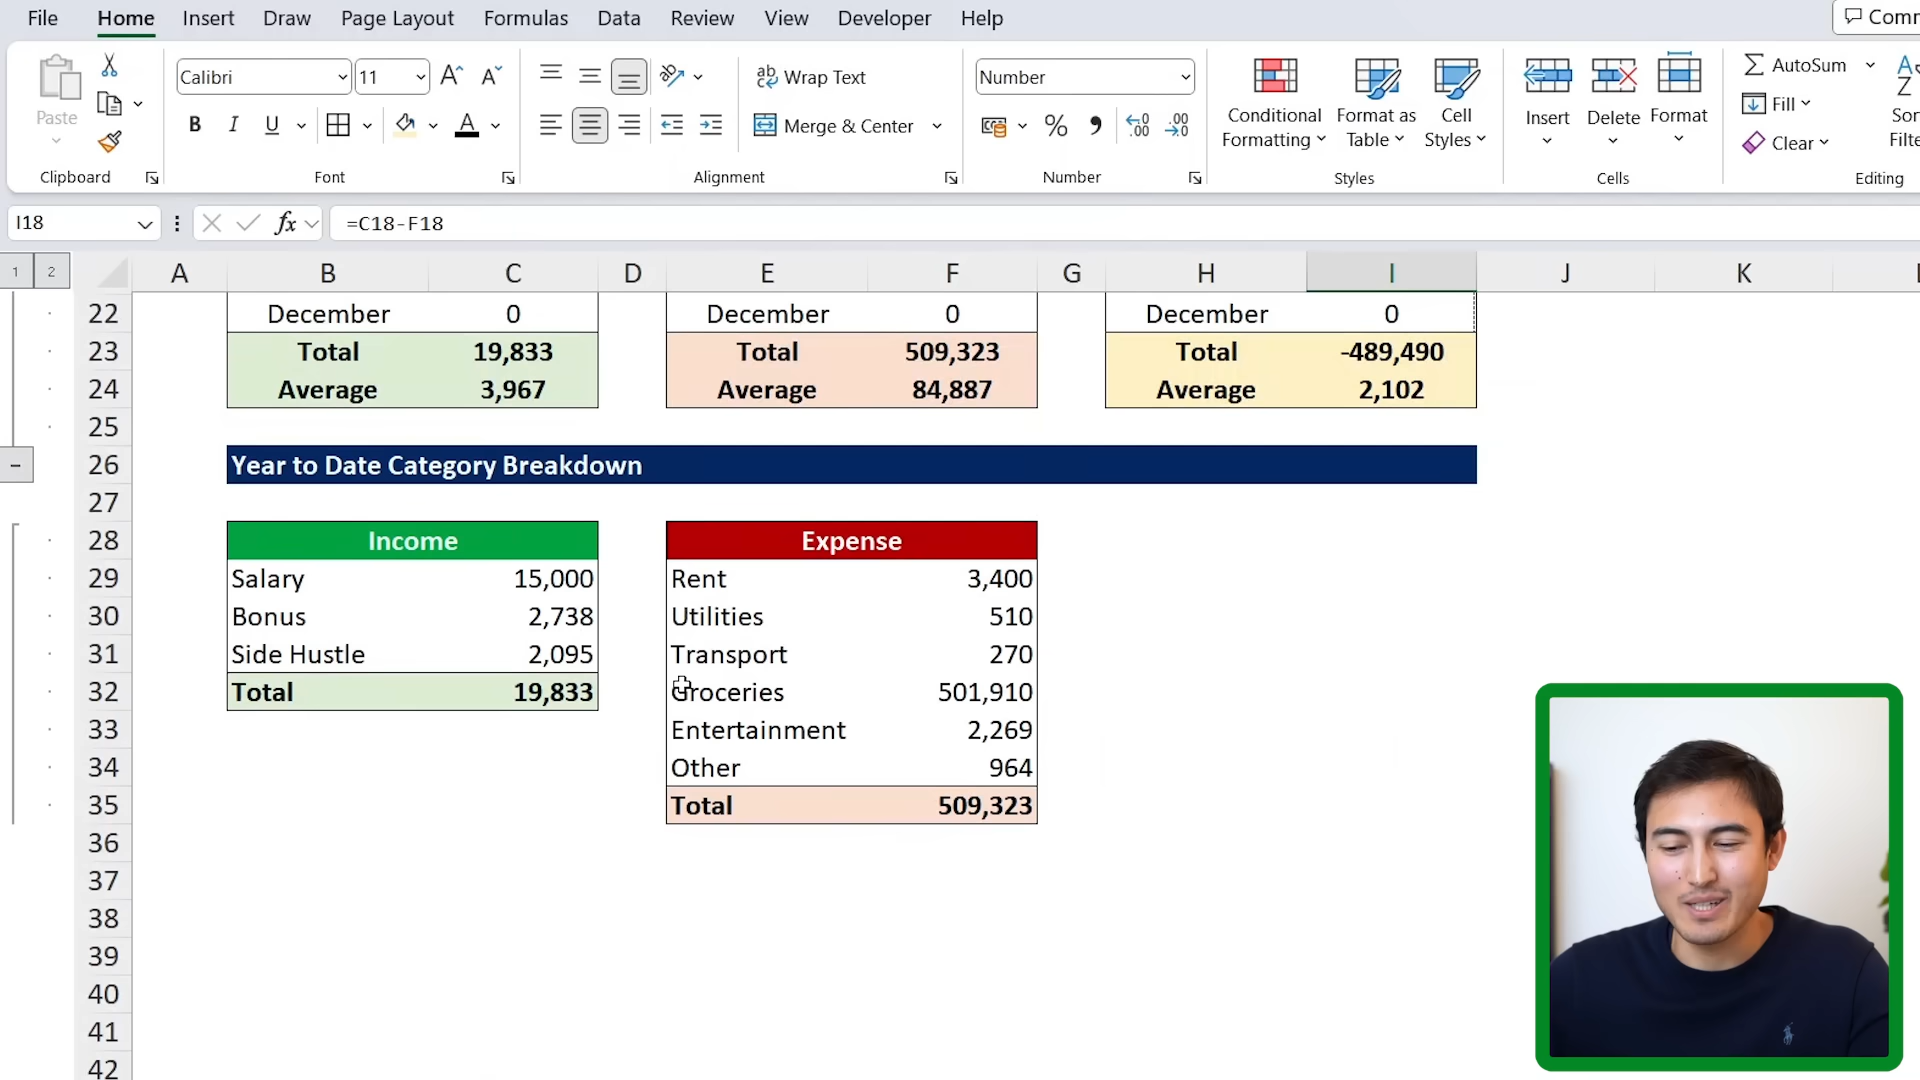 File Home Insert Draw Page Layout Formulas Data Review View Developer Help
Paste
Clipboard
Calibri 11
B I U A
Font
Wrap Text
Merge & Center
Alignment
Number
% 
Number
Conditional Formatting
Format as Table
Cell Styles
Styles
Insert
Delete
Format
Cells
AutoSum
Fill
Clear
Editing
I18 fx =C18-F18
1 2 A B C D E F G H I J K
22 December 0 December 0 December 0
23 Total 19,833 Total 509,323 Total -489,490
24 Average 3,967 Average 84,887 Average 2,102
25
26 Year to Date Category Breakdown
27
28 Income Expense
29 Salary 15,000 Rent 3,400
30 Bonus 2,738 Utilities 510
31 Side Hustle 2,095 Transport 270
32 Total 19,833 Groceries 501,910
33 Entertainment 2,269
34 Other 964
35 Total 509,323
36
37
38
39
40
41
42